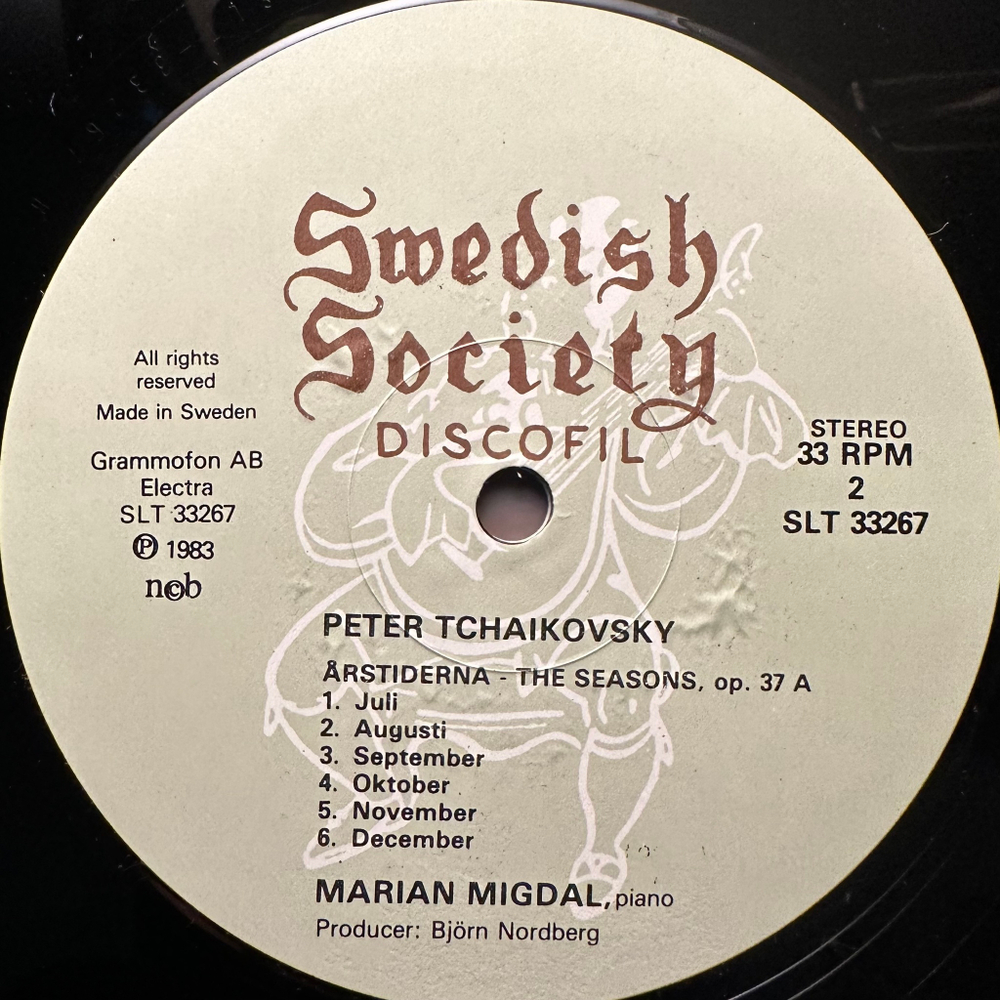 Swedish
Society
DISCOFIL
All rights
reserved
Made in Sweden
Grammofon AB
Electra
SLT 33267
Ⓟ 1983
n©b
STEREO
33 RPM
2
SLT 33267
PETER TCHAIKOVSKY
ÅRSTIDERNA - THE SEASONS, op. 37 A
1. Juli
2. Augusti
3. September
4. Oktober
5. November
6. December
MARIAN MIGDAL, piano
Producer: Björn Nordberg